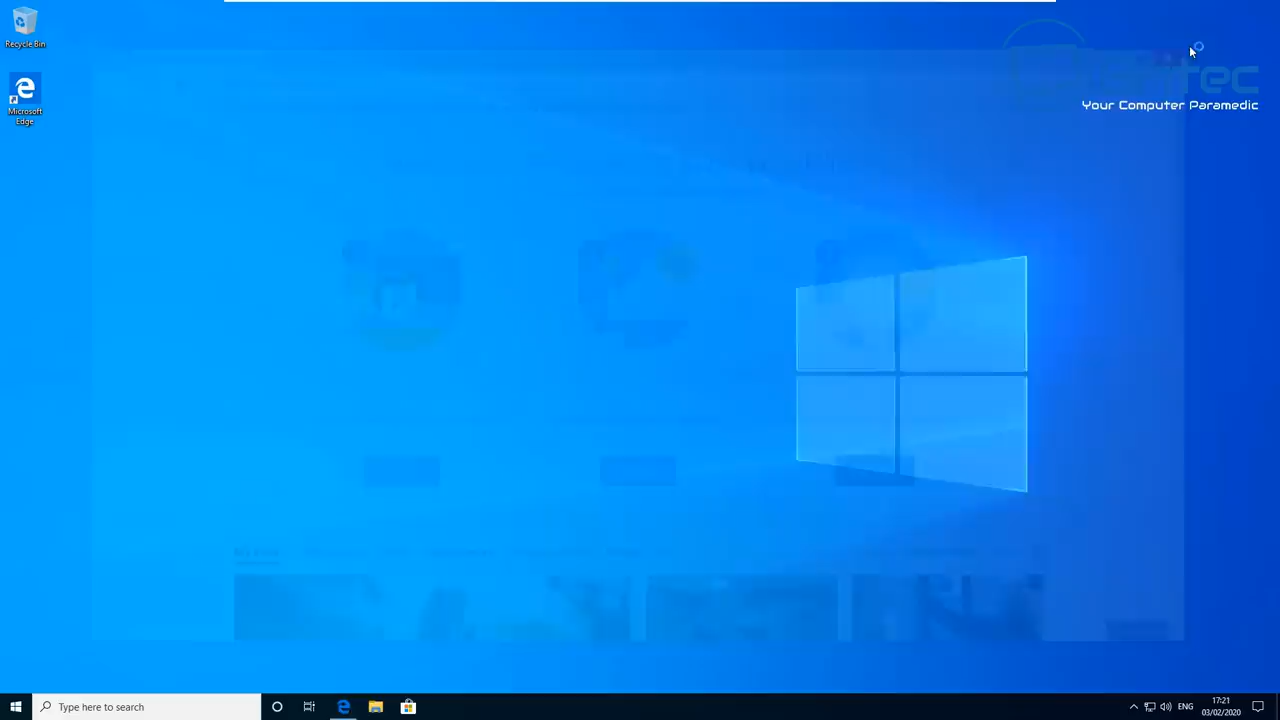 Recycle Bin
Microsoft
Edge
Your Computer Paramedic
Type here to search
ENG
17:21
03/02/2020